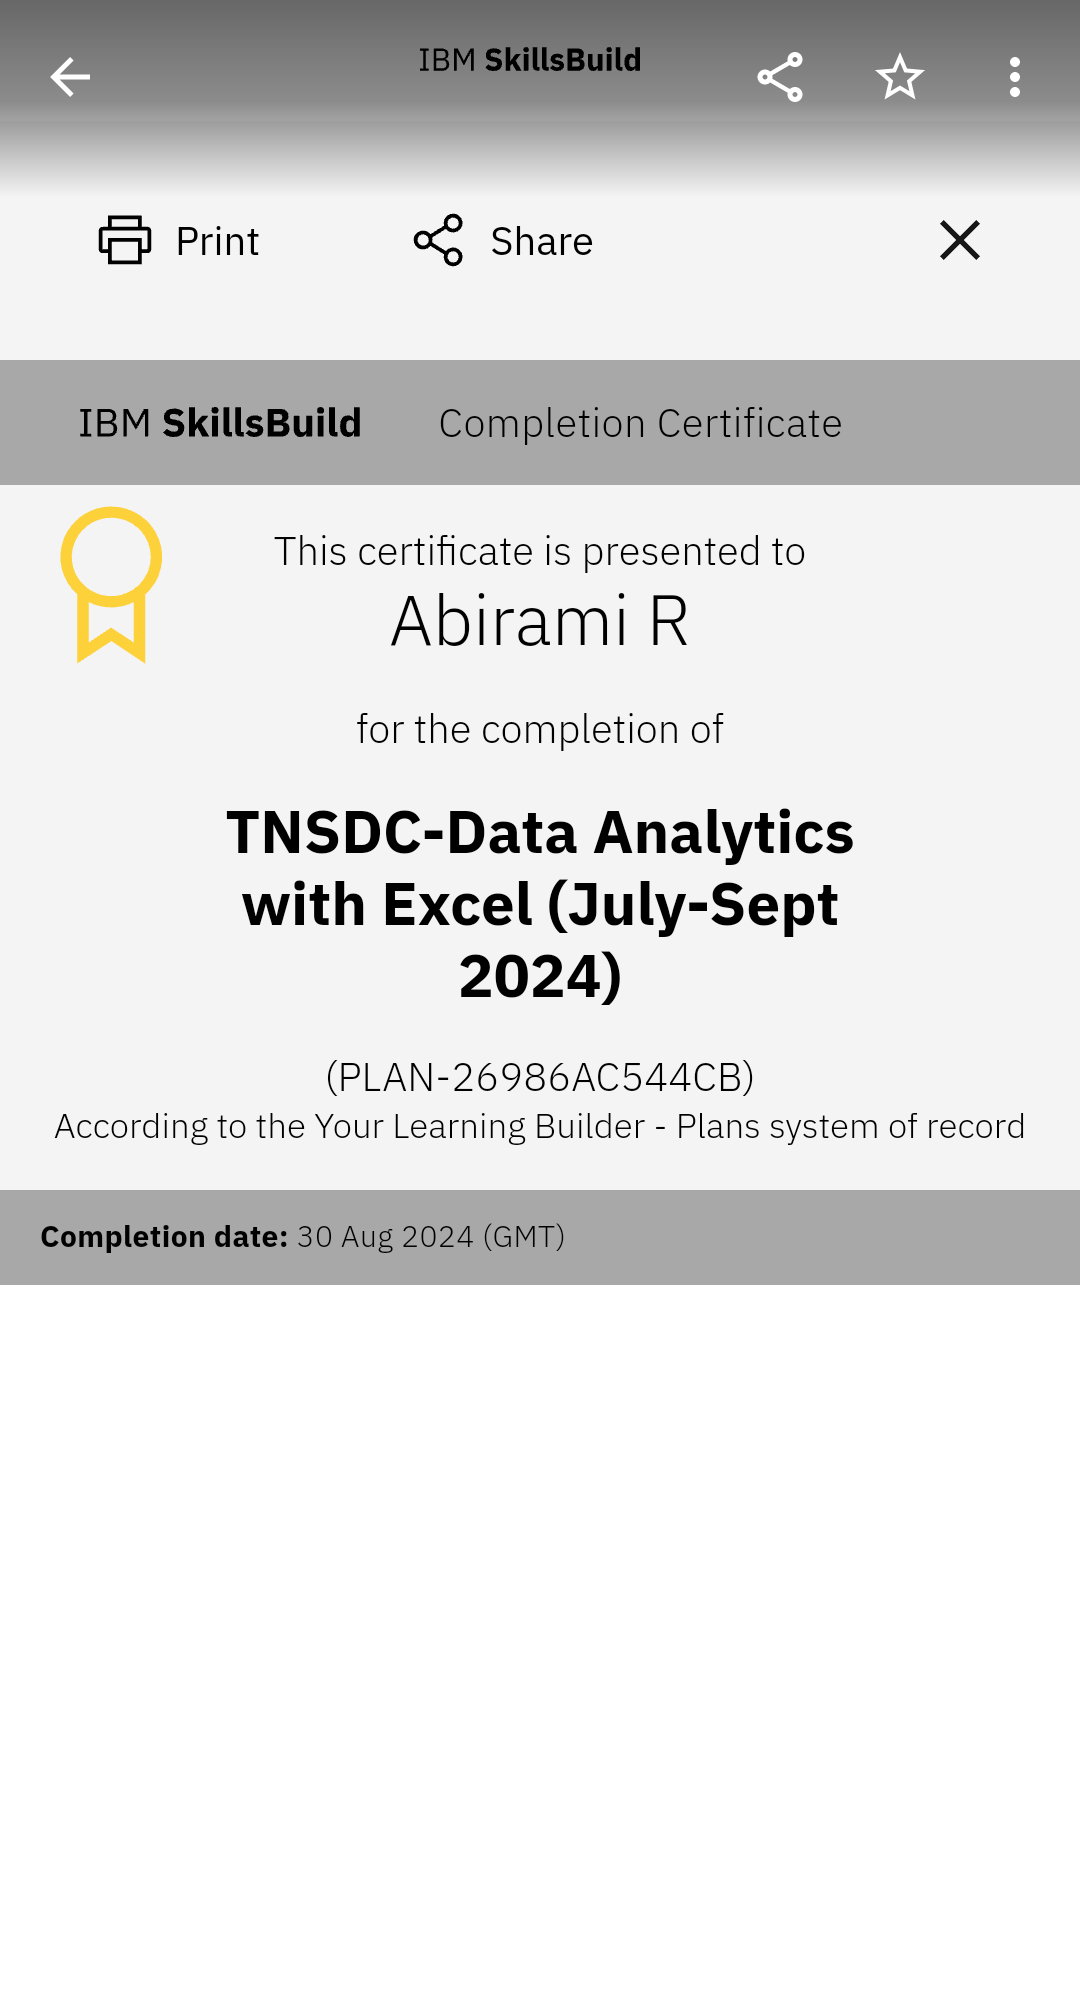 IBM SkillsBuild
Print
Share
IBM SkillsBuild Completion Certificate
This certificate is presented to
Abirami R
for the completion of
TNSDC-Data Analytics
with Excel (July-Sept
2024)
(PLAN-26986AC544CB)
According to the Your Learning Builder - Plans system of record
Completion date: 30 Aug 2024 (GMT)